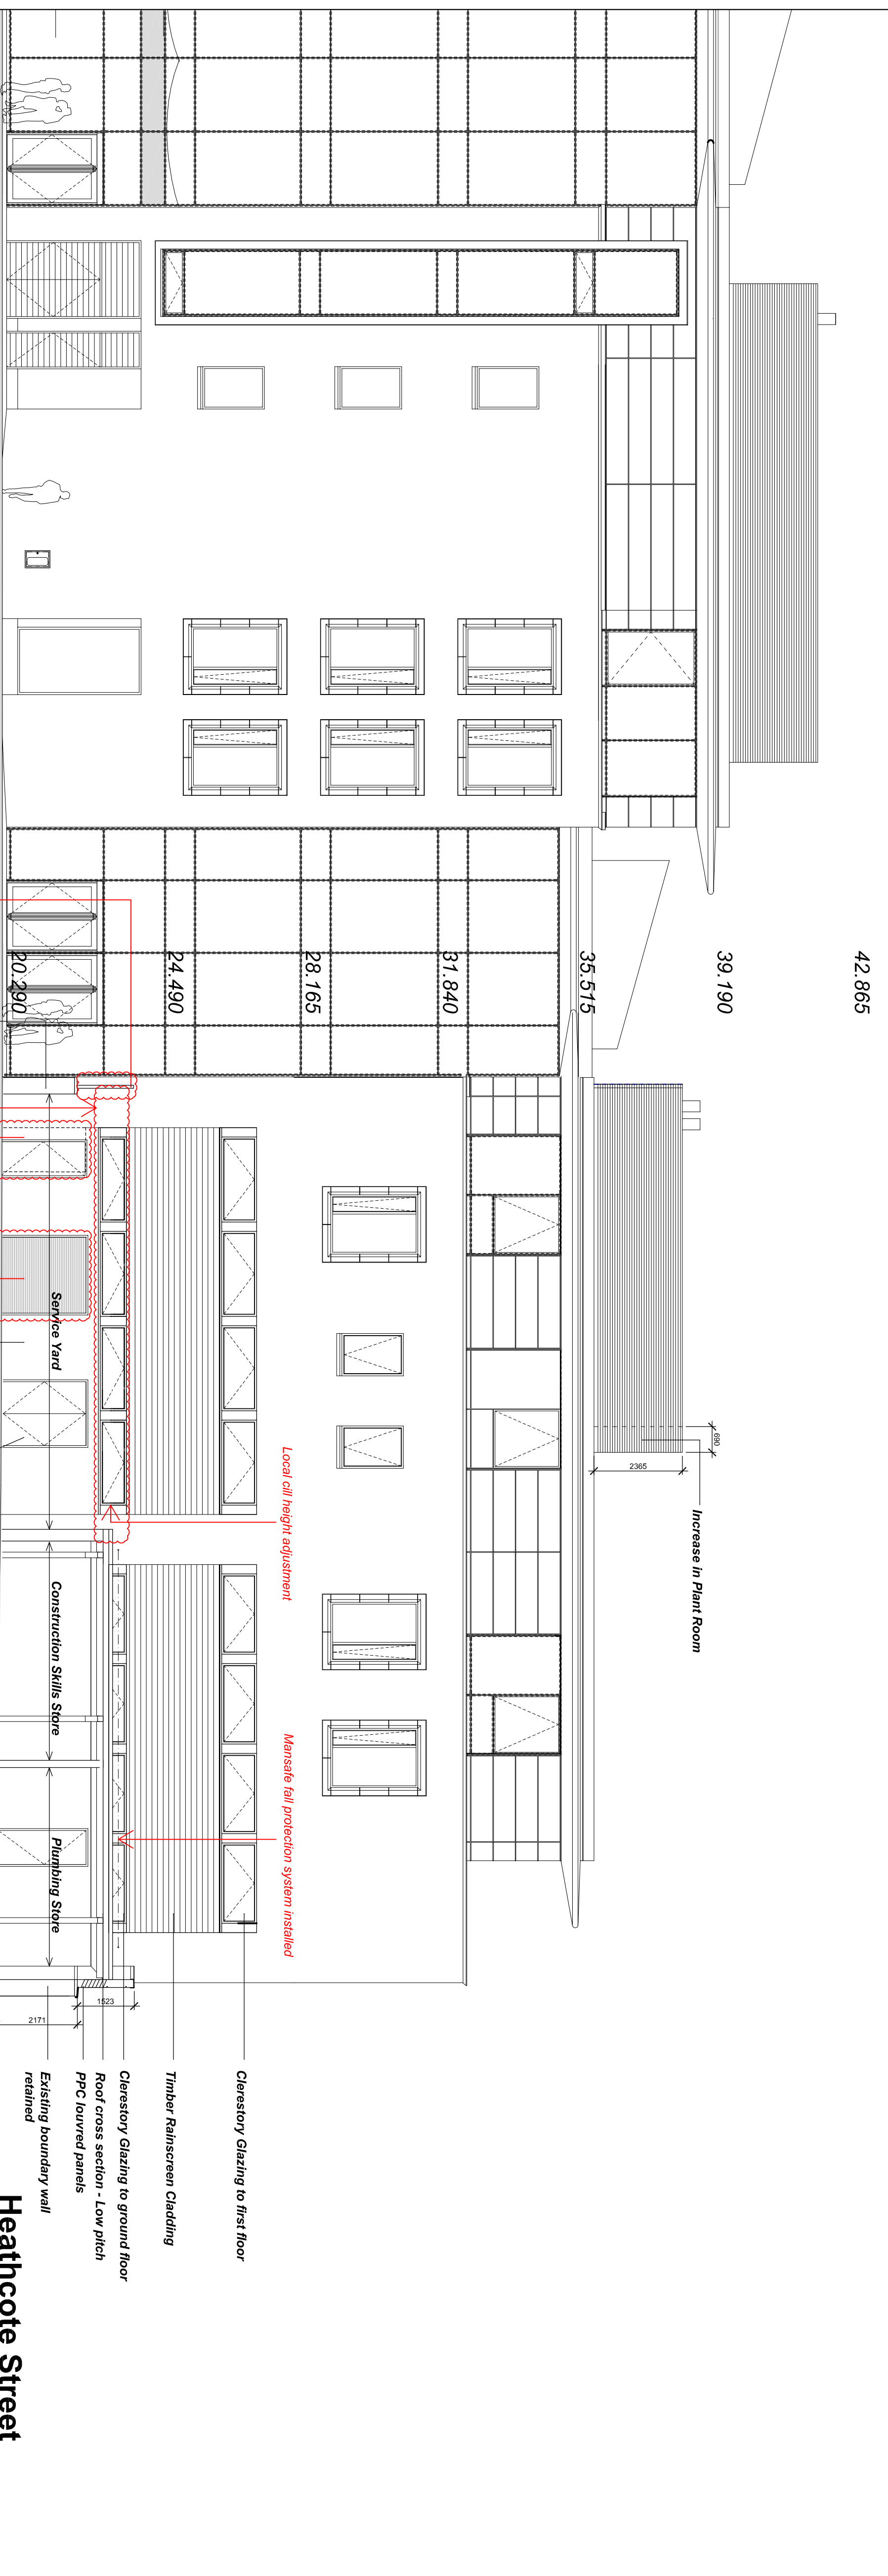 42.865
39.190
35.515
31.840
28.165
24.490
20.290
690
2365
Increase in Plant Room
Local cill height adjustment
Mansafe fall protection system installed
Service Yard
Construction Skills Store
Plumbing Store
1523
2171
Clerestory Glazing to first floor
Timber Rainscreen Cladding
Clerestory Glazing to ground floor
Roof cross section - Low pitch
PPC louvred panels
Existing boundary wall
retained
Heathcote Street